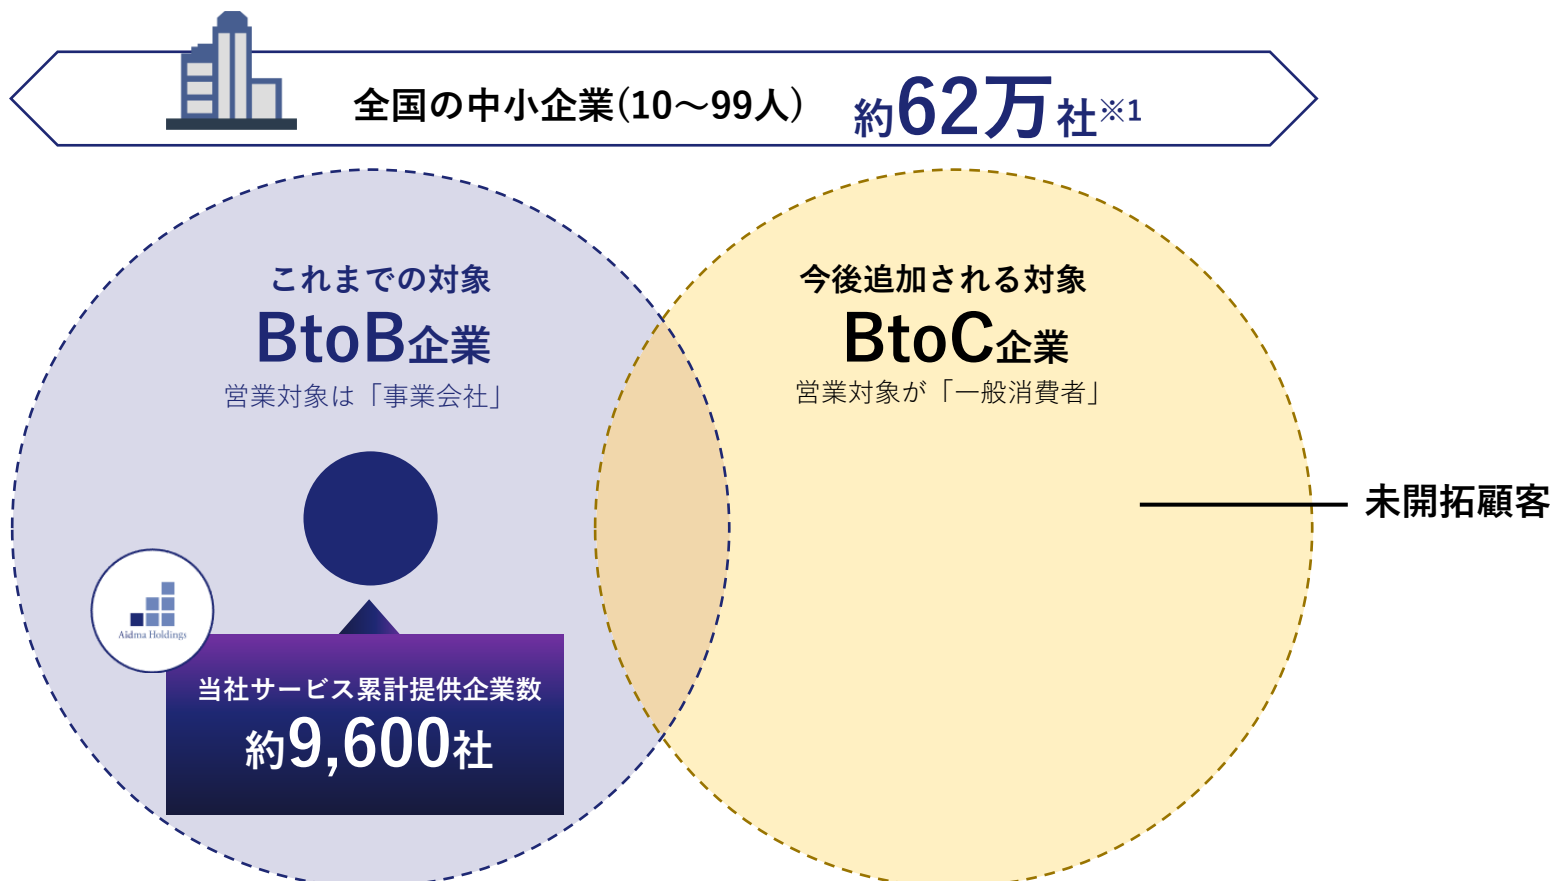 全国の中小企業(10～99人) 約62万社※1
これまでの対象
BtoB企業
営業対象は「事業会社」
今後追加される対象
BtoC企業
営業対象が「一般消費者」
未開拓顧客
Aidma Holdings
当社サービス累計提供企業数
約9,600社